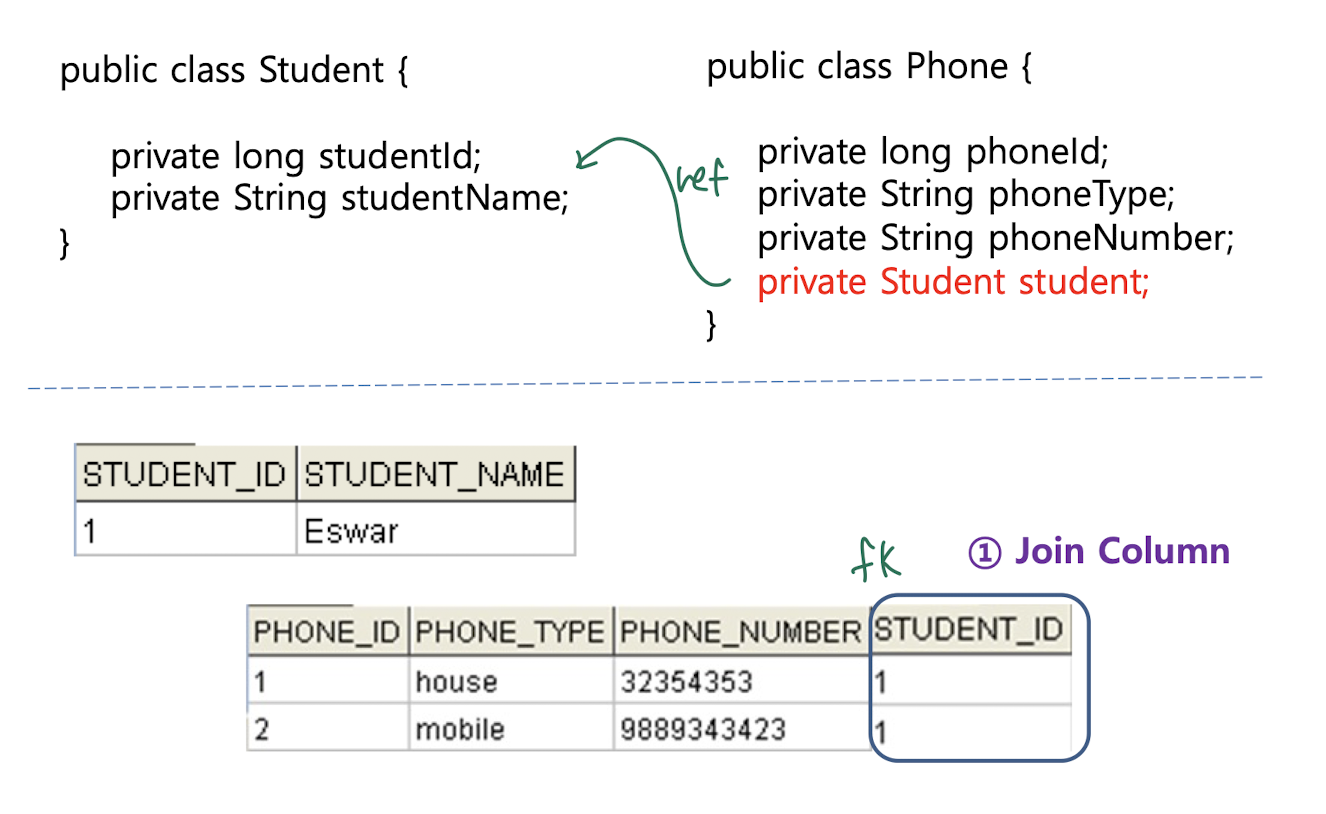 public class Student {
private long studentId;
private String studentName;
}
public class Phone {
private long phoneId;
private String phoneType;
private String phoneNumber;
private Student student;
}
ref
STUDENT_ID STUDENT_NAME
1 Eswar
fk
① Join Column
PHONE_ID PHONE_TYPE PHONE_NUMBER STUDENT_ID
1 house 32354353 1
2 mobile 9889343423 1